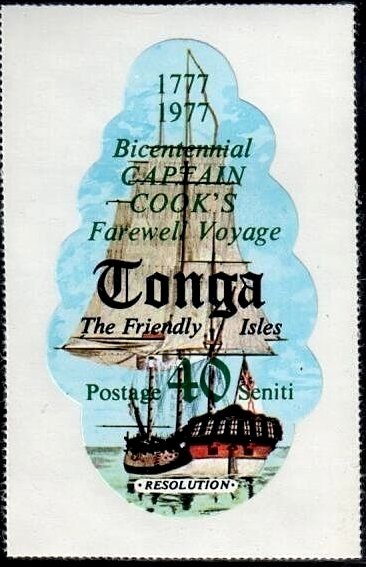 1777
1977
Bicentennial
CAPTAIN
COOK'S
Farewell Voyage
Tonga
The Friendly Isles
Postage 40 Seniti
• RESOLUTION •